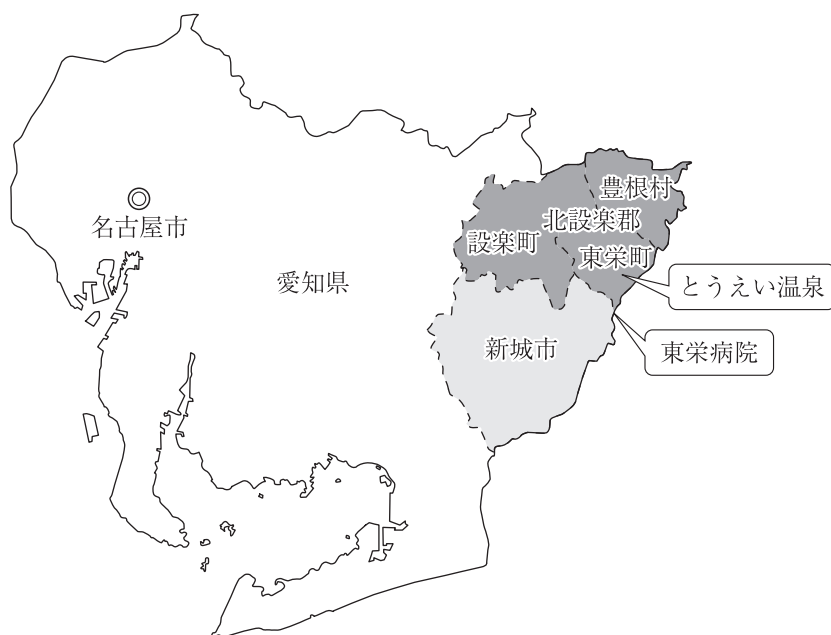 豊根村
北設楽郡
設楽町
東栄町
とうえい温泉
名古屋市
愛知県
新城市
東栄病院